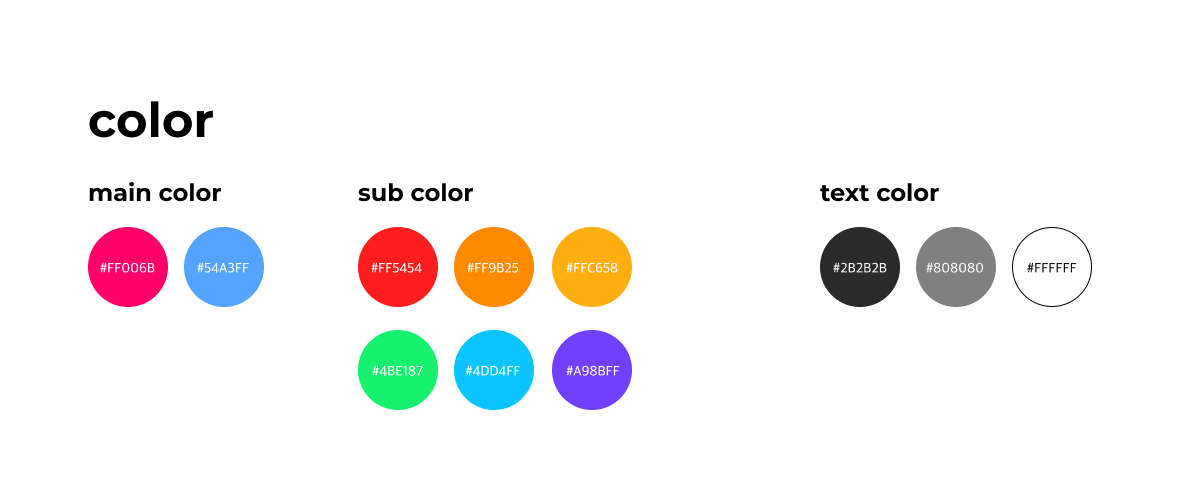 color
main color
#FF006B #54A3FF
sub color
#FF5454 #FF9B25 #FFC658
#4BE187 #4DD4FF #A98BFF
text color
#2B2B2B #808080 #FFFFFF